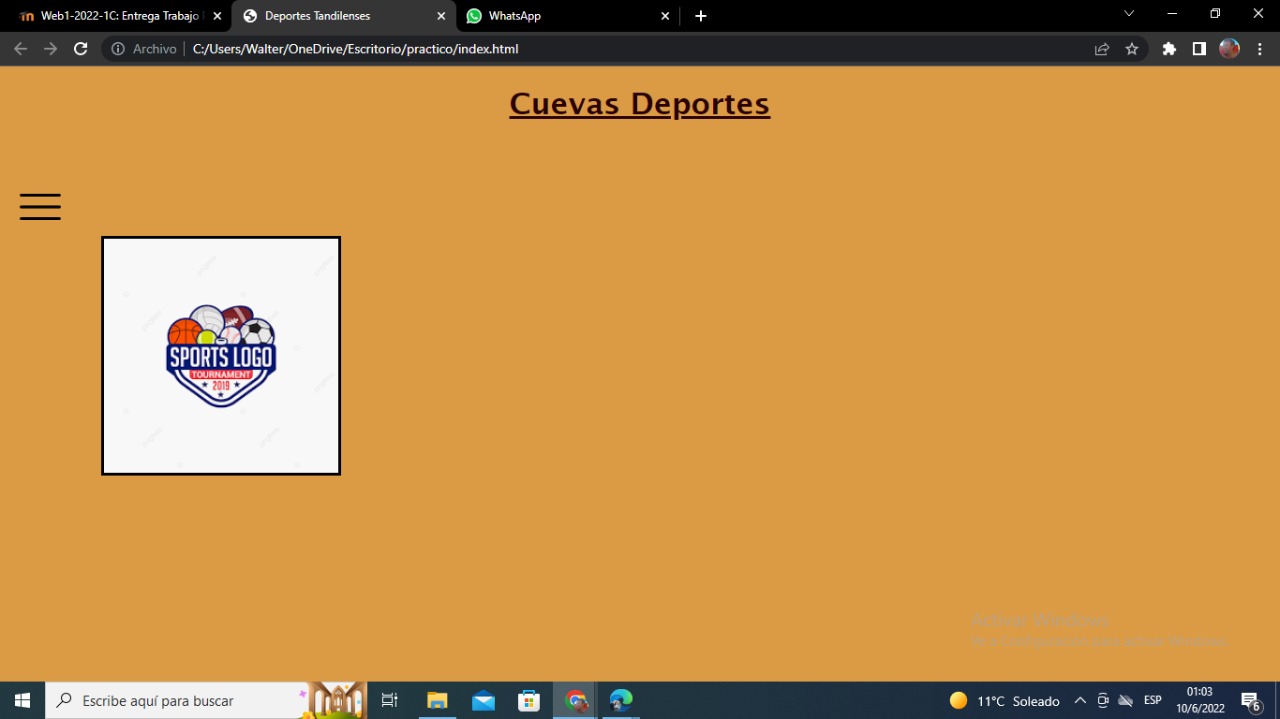 Web1-2022-1C: Entrega Trabajo
Deportes Tandilenses
WhatsApp
Archivo
C:/Users/Walter/OneDrive/Escritorio/practico/index.html
Cuevas Deportes
SPORTS LOGO
TOURNAMENT
2019
Activar Windows
Ve a Configuración para activar Windows.
Escribe aquí para buscar
11°C Soleado
ESP
01:03
10/6/2022
6